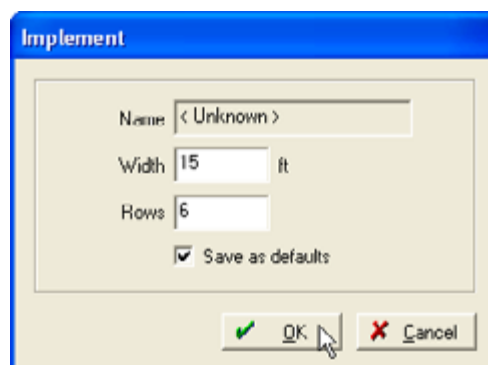 Implement
Name < Unknown >
Width 15 ft
Rows 6
Save as defaults
OK Cancel